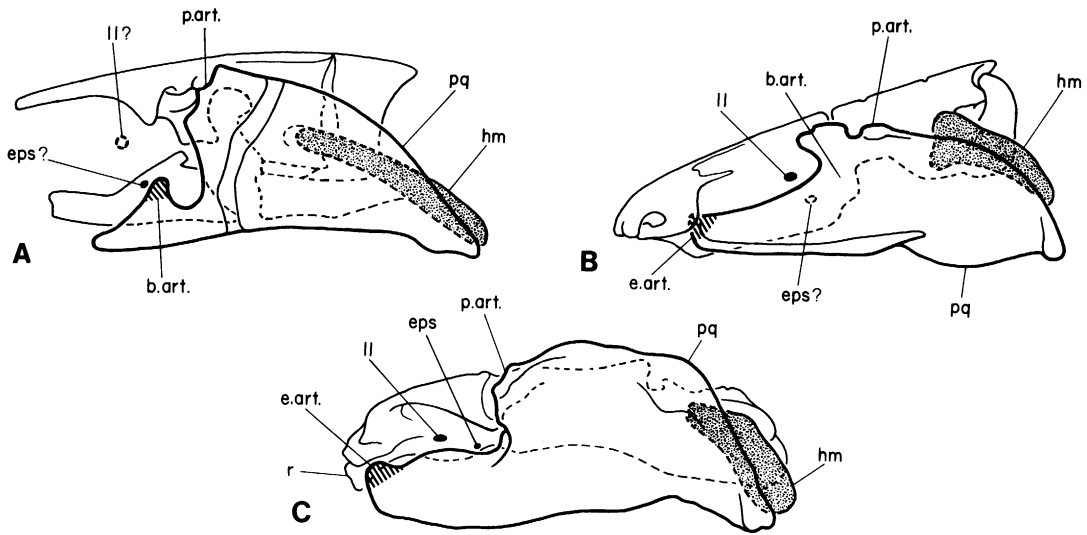 p.art.
II?
pq
hm
eps?
A
b.art.
p.art.
b.art.
hm
II
B
e.art.
eps?
pq
p.art.
eps
pq
II
e.art.
r
hm
C